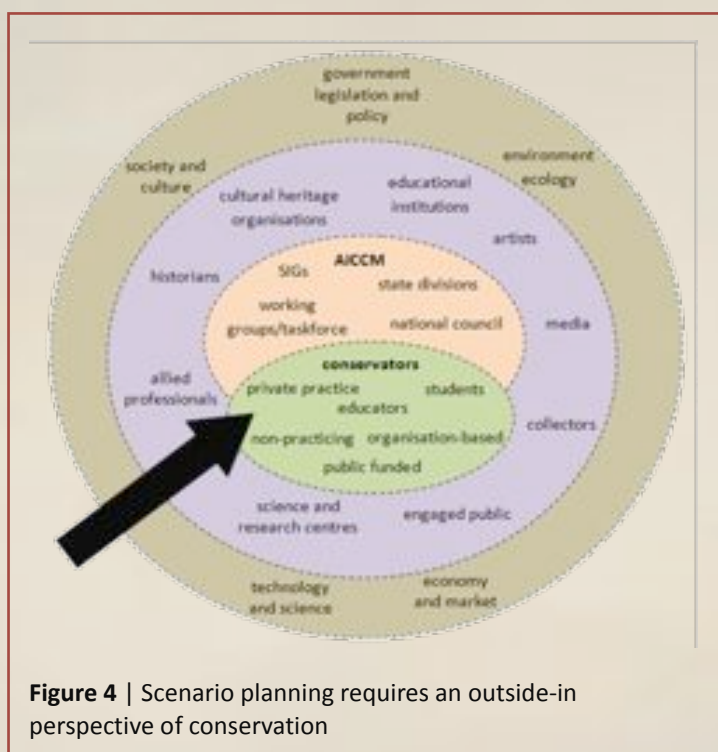 government
legislation and
policy
society and
culture
environment
ecology
cultural heritage
organisations
educational
institutions
artists
historians
AICCM
SIGs
state divisions
working
groups/taskforce
national council
media
conservators
allied
professionals
private practice
students
educators
collectors
non-practicing
organisation-based
public funded
science and
research centres
engaged public
technology
and science
economy
and market
Figure 4 | Scenario planning requires an outside-in
perspective of conservation